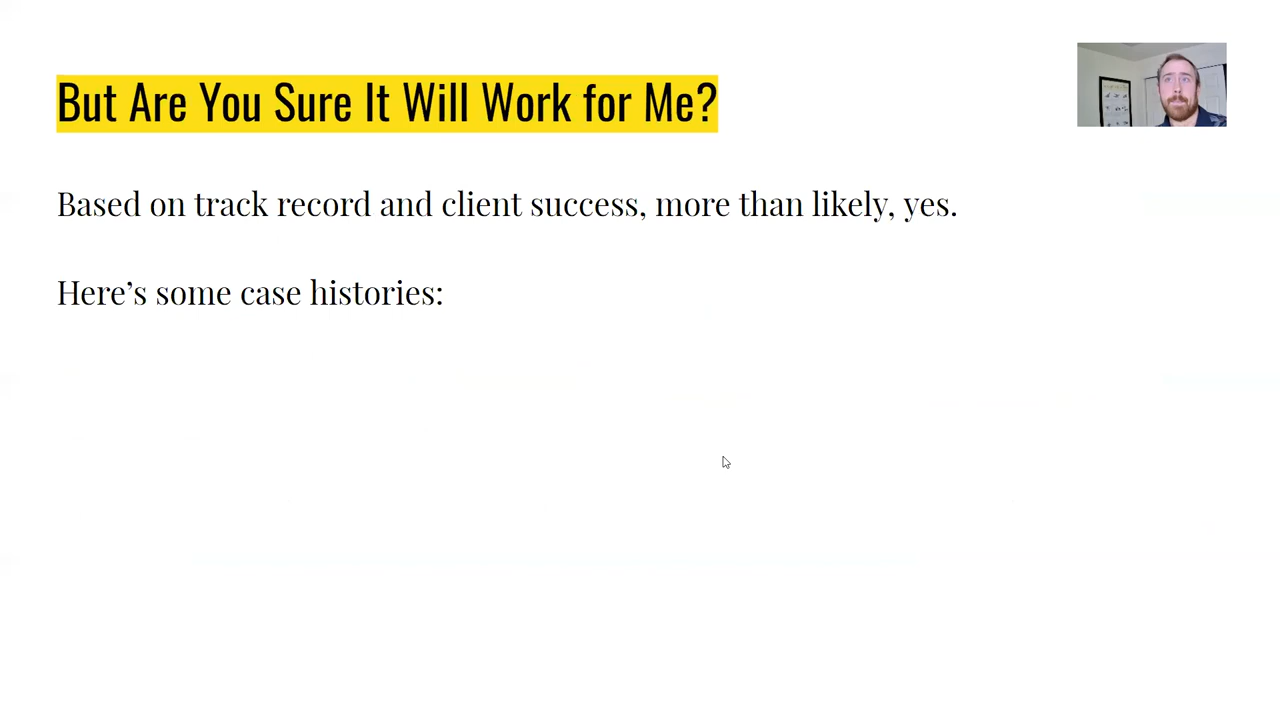 But Are You Sure It Will Work for Me?
Based on track record and client success, more than likely, yes.
Here’s some case histories: